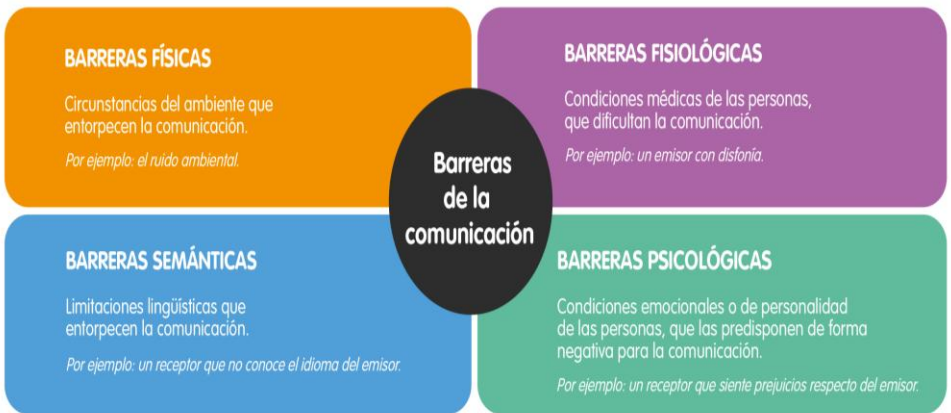 BARRERAS FÍSICAS
Circunstancias del ambiente que
entorpecen la comunicación.
Por ejemplo: el ruido ambiental.
BARRERAS FISIOLÓGICAS
Condiciones médicas de las personas,
que dificultan la comunicación.
Por ejemplo: un emisor con disfonía.
Barreras
de la
comunicación
BARRERAS SEMÁNTICAS
Limitaciones lingüísticas que
entorpecen la comunicación.
Por ejemplo: un receptor que no conoce el idioma del emisor.
BARRERAS PSICOLÓGICAS
Condiciones emocionales o de personalidad
de las personas, que las predisponen de forma
negativa para la comunicación.
Por ejemplo: un receptor que siente prejuicios respecto del emisor.